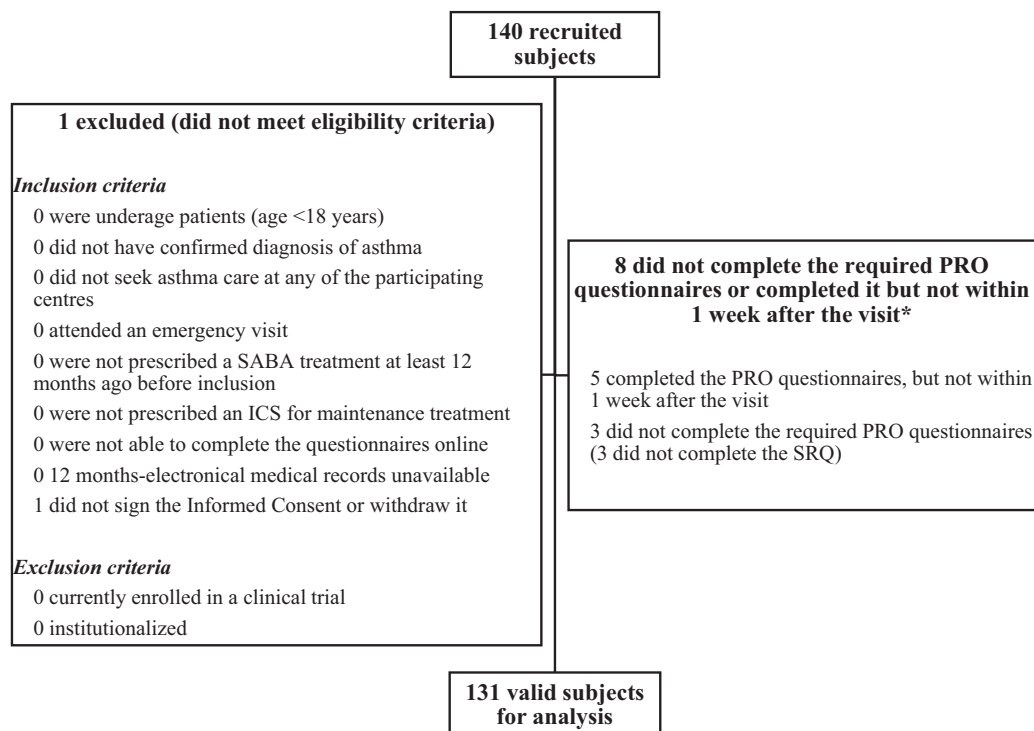 140 recruited
subjects
1 excluded (did not meet eligibility criteria)
Inclusion criteria
0 were underage patients (age <18 years)
0 did not have confirmed diagnosis of asthma
0 did not seek asthma care at any of the participating
centres
0 attended an emergency visit
0 were not prescribed a SABA treatment at least 12
months ago before inclusion
0 were not prescribed an ICS for maintenance treatment
0 were not able to complete the questionnaires online
0 12 months-electronical medical records unavailable
1 did not sign the Informed Consent or withdraw it
Exclusion criteria
0 currently enrolled in a clinical trial
0 institutionalized
8 did not complete the required PRO
questionnaires or completed it but not within
1 week after the visit*
5 completed the PRO questionnaires, but not within
1 week after the visit
3 did not complete the required PRO questionnaires
(3 did not complete the SRQ)
131 valid subjects
for analysis